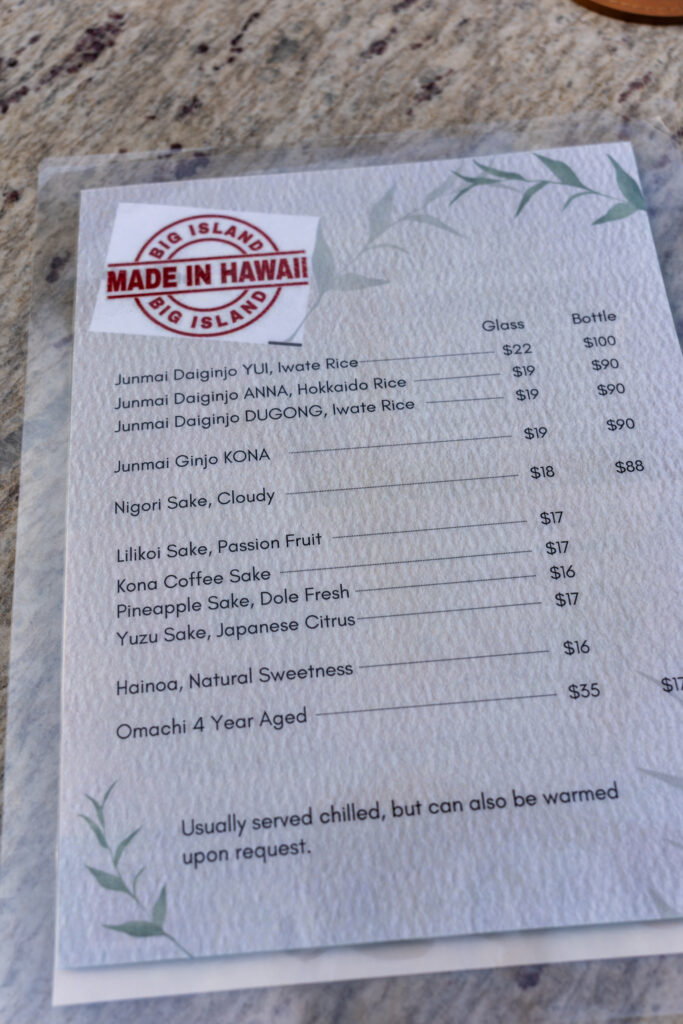 BIG ISLAND
MADE IN HAWAII
BIG ISLAND
Glass Bottle
Junmai Daiginjo YUI, Iwate Rice $22 $100
Junmai Daiginjo ANNA, Hokkaido Rice $19 $90
Junmai Daiginjo DUGONG, Iwate Rice $19 $90
Junmai Ginjo KONA $19 $90
Nigori Sake, Cloudy $18 $88
Lilikoi Sake, Passion Fruit $17
Kona Coffee Sake $17
Pineapple Sake, Dole Fresh $16
Yuzu Sake, Japanese Citrus $17
Hainoa, Natural Sweetness $16
Omachi 4 Year Aged $35
Usually served chilled, but can also be warmed
upon request.